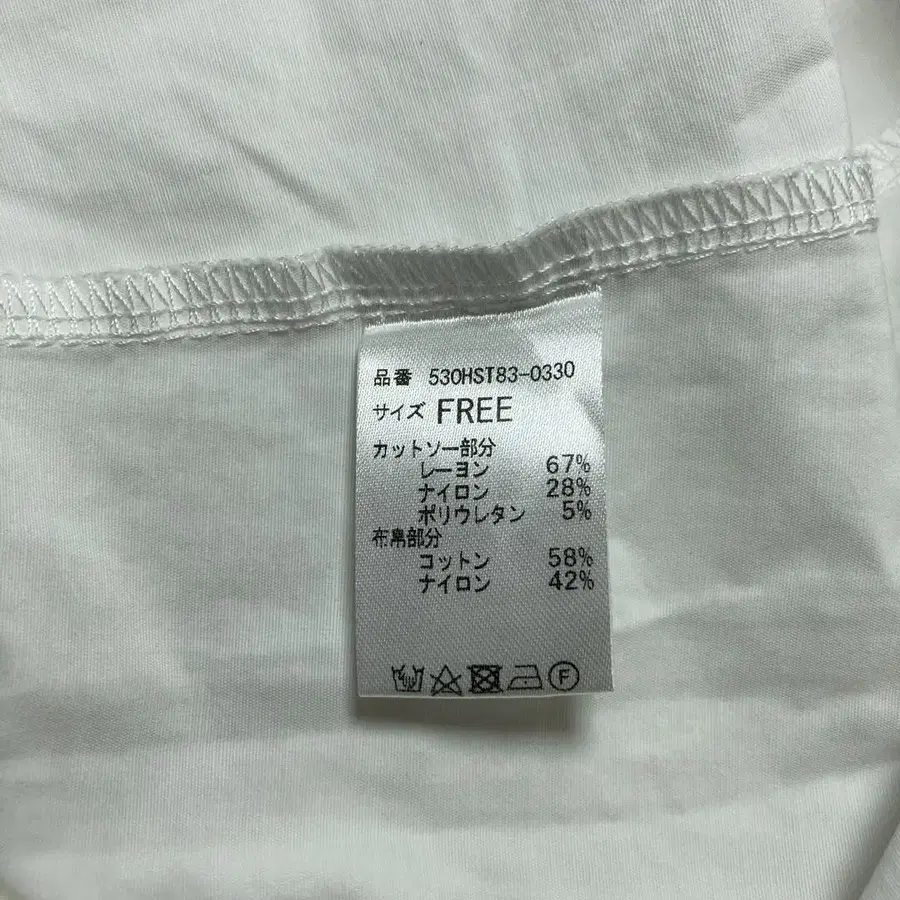 品番 530HST83-0330
サイズ FREE
カットソー部分
レーヨン 67%
ナイロン 28%
ポリウレタン 5%
布帛部分
コットン 58%
ナイロン 42%
F